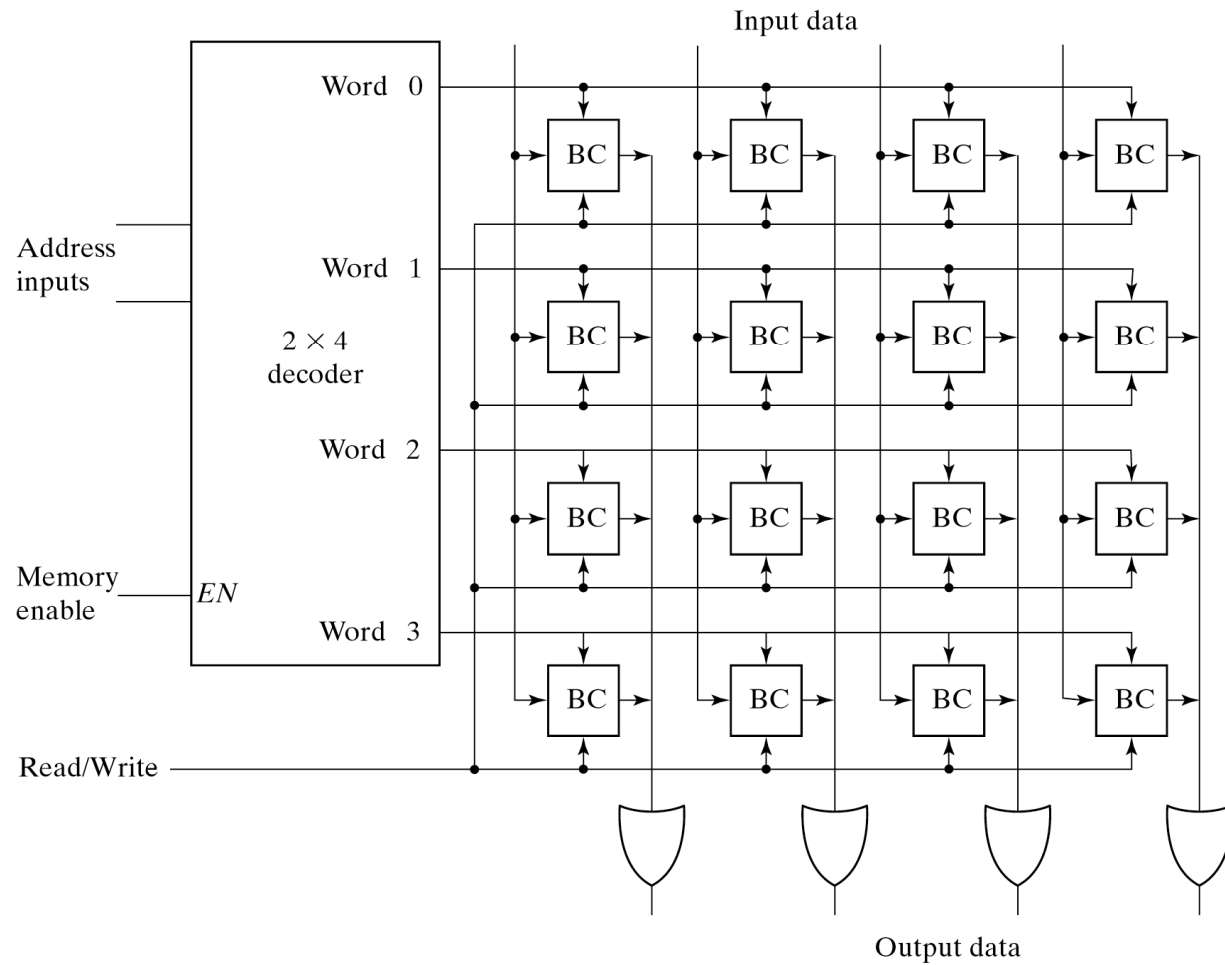 Input data
Word 0
BC BC BC BC
Address
inputs
Word 1
BC BC BC BC
2 × 4
decoder
Word 2
BC BC BC BC
Memory
enable
EN
Word 3
BC BC BC BC
Read/Write
Output data